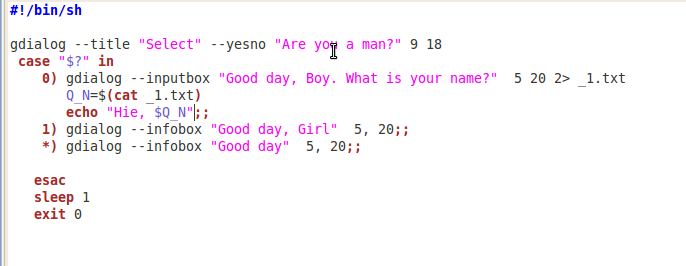 #!/bin/sh
gdialog --title "Select" --yesno "Are you a man?" 9 18
case "$?" in
0) gdialog --inputbox "Good day, Boy. What is your name?"  5 20 2> _1.txt
Q_N=$(cat _1.txt)
echo "Hie, $Q_N";;
1) gdialog --infobox "Good day, Girl"  5, 20;;
*) gdialog --infobox "Good day"  5, 20;;
esac
sleep 1
exit 0